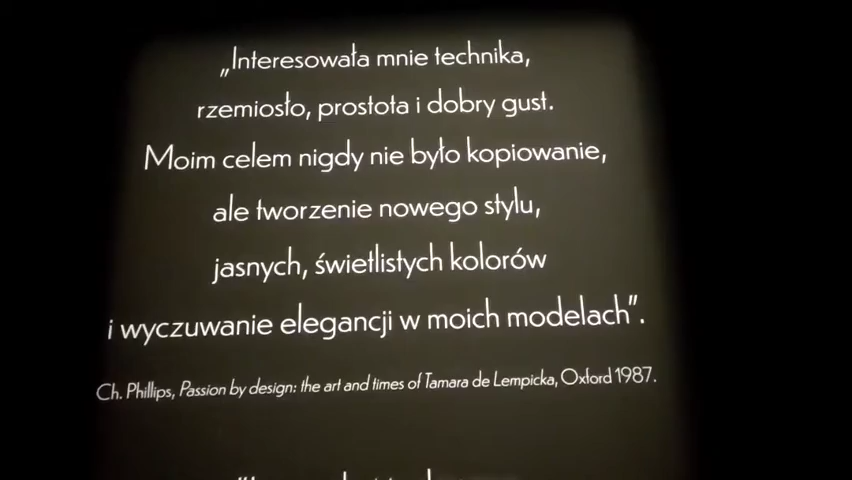 „Interesowała mnie technika,
rzemiosło, prostota i dobry gust.
Moim celem nigdy nie było kopiowanie,
ale tworzenie nowego stylu,
jasnych, świetlistych kolorów
i wyczuwanie elegancji w moich modelach”.
Ch. Phillips, Passion by design: the art and times of Tamara de Lempicka, Oxford 1987.